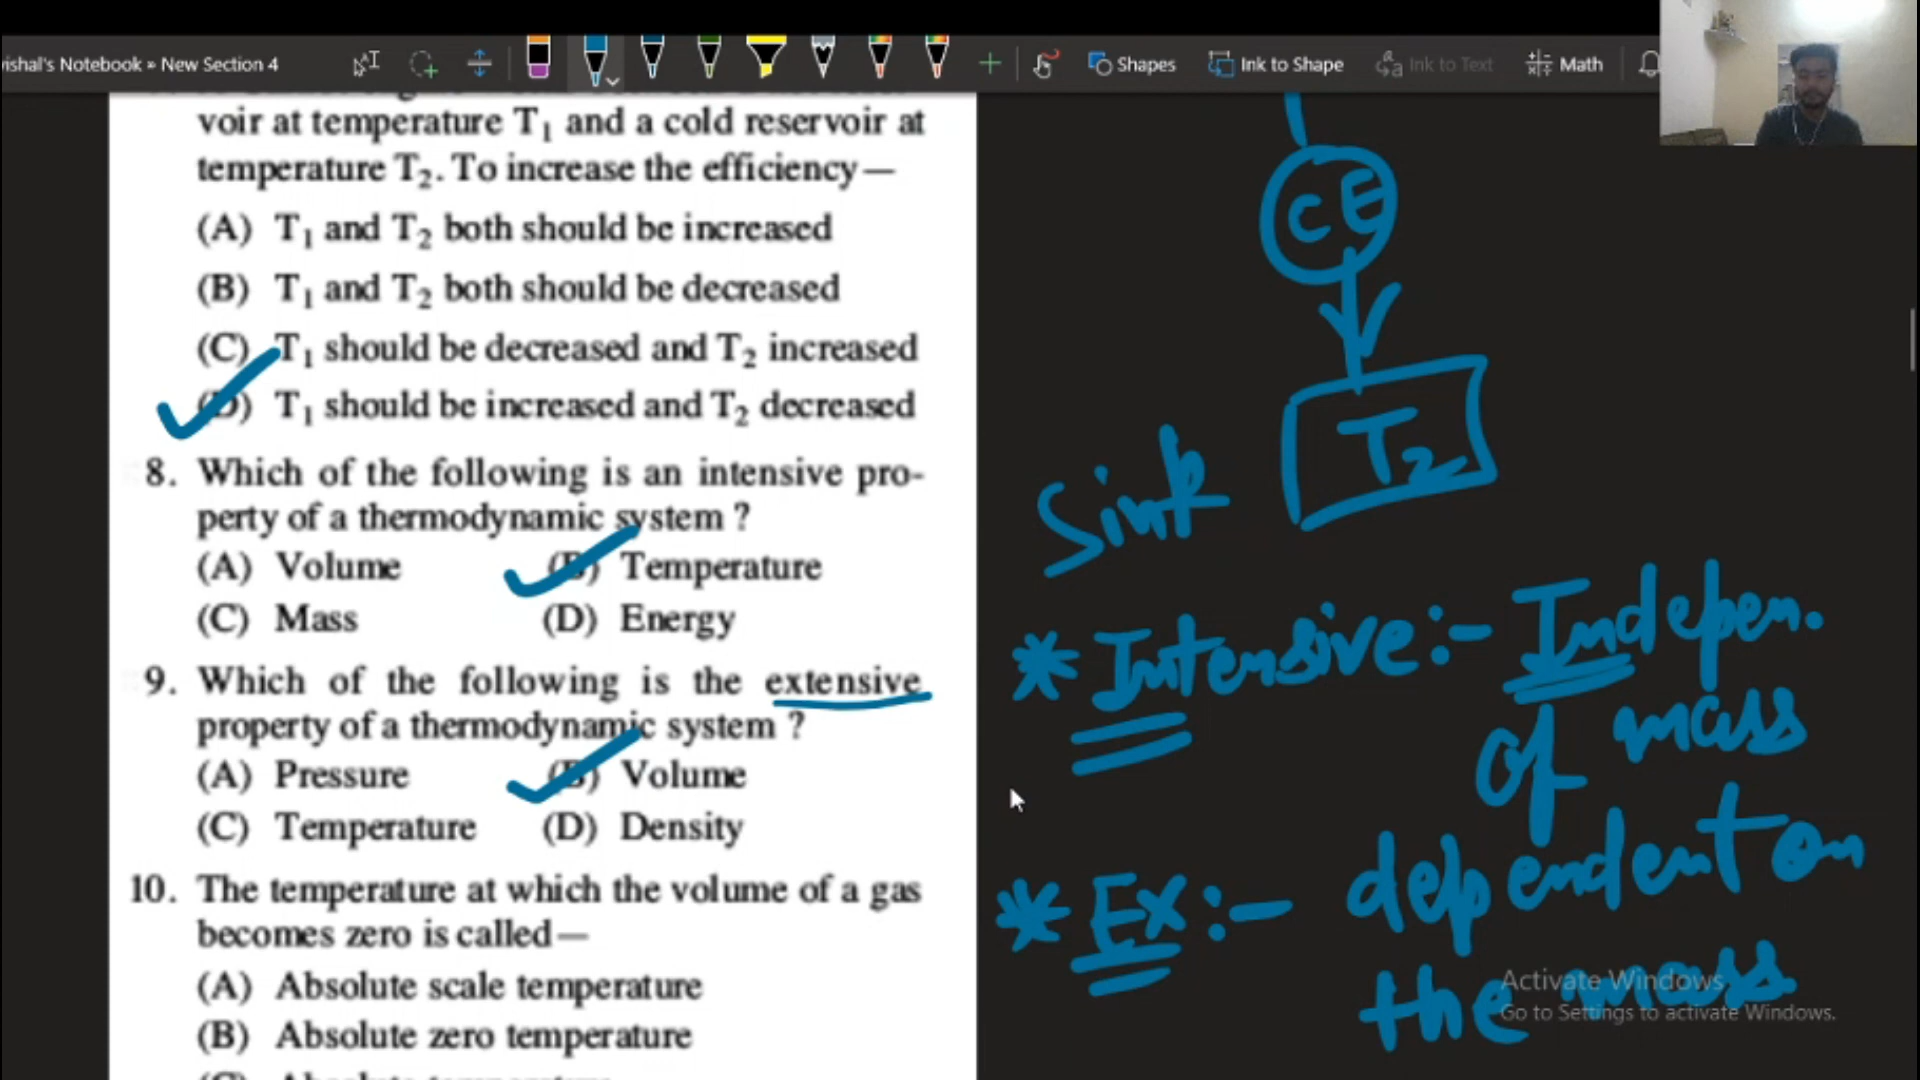 vishal's Notebook » New Section 4
Shapes
Ink to Shape
Ink to Text
Math
voir at temperature T₁ and a cold reservoir at
temperature T₂. To increase the efficiency—
(A) T₁ and T₂ both should be increased
(B) T₁ and T₂ both should be decreased
(C) T₁ should be decreased and T₂ increased
(D) T₁ should be increased and T₂ decreased
8. Which of the following is an intensive pro-
perty of a thermodynamic system ?
(A) Volume (B) Temperature
(C) Mass (D) Energy
9. Which of the following is the extensive
property of a thermodynamic system ?
(A) Pressure (B) Volume
(C) Temperature (D) Density
10. The temperature at which the volume of a gas
becomes zero is called—
(A) Absolute scale temperature
(B) Absolute zero temperature
CE
T₂
Sink
* Intensive:- Indepen.
of mass
* Ex:- dependent on
the mass
Activate Windows
Go to Settings to activate Windows.